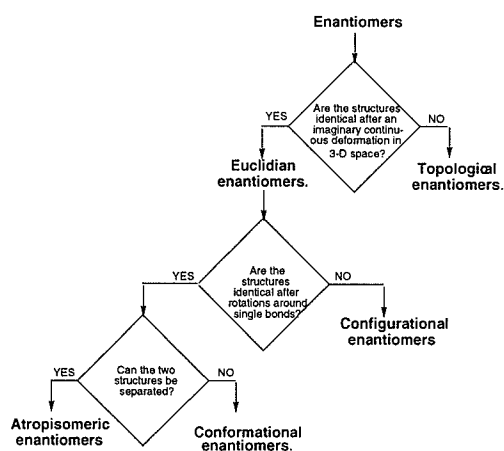 Enantiomers
Are the structures
identical after an
imaginary continu-
ous deformation in
3-D space?
YES
NO
Euclidian
enantiomers.
Topological
enantiomers.
Are the
structures
identical after
rotations around
single bonds?
YES
NO
Configurational
enantiomers
Can the two
structures be
separated?
YES
NO
Atropisomeric
enantiomers
Conformational
enantiomers.